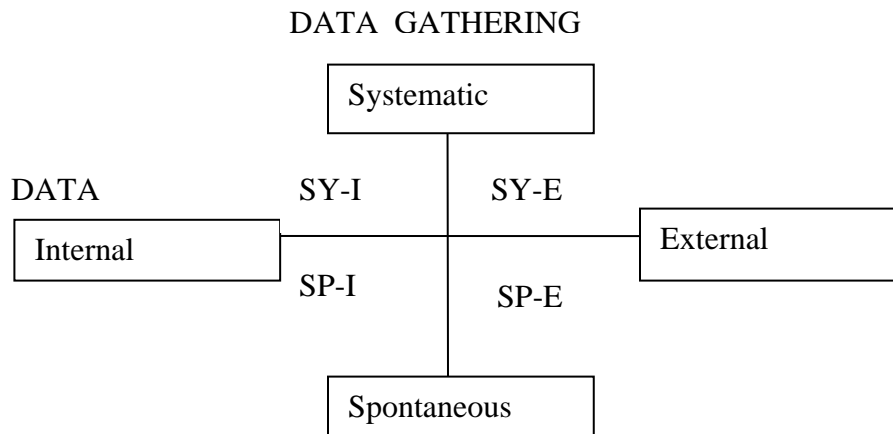 DATA GATHERING
Systematic
DATA
SY-I
SY-E
Internal
External
SP-I
SP-E
Spontaneous